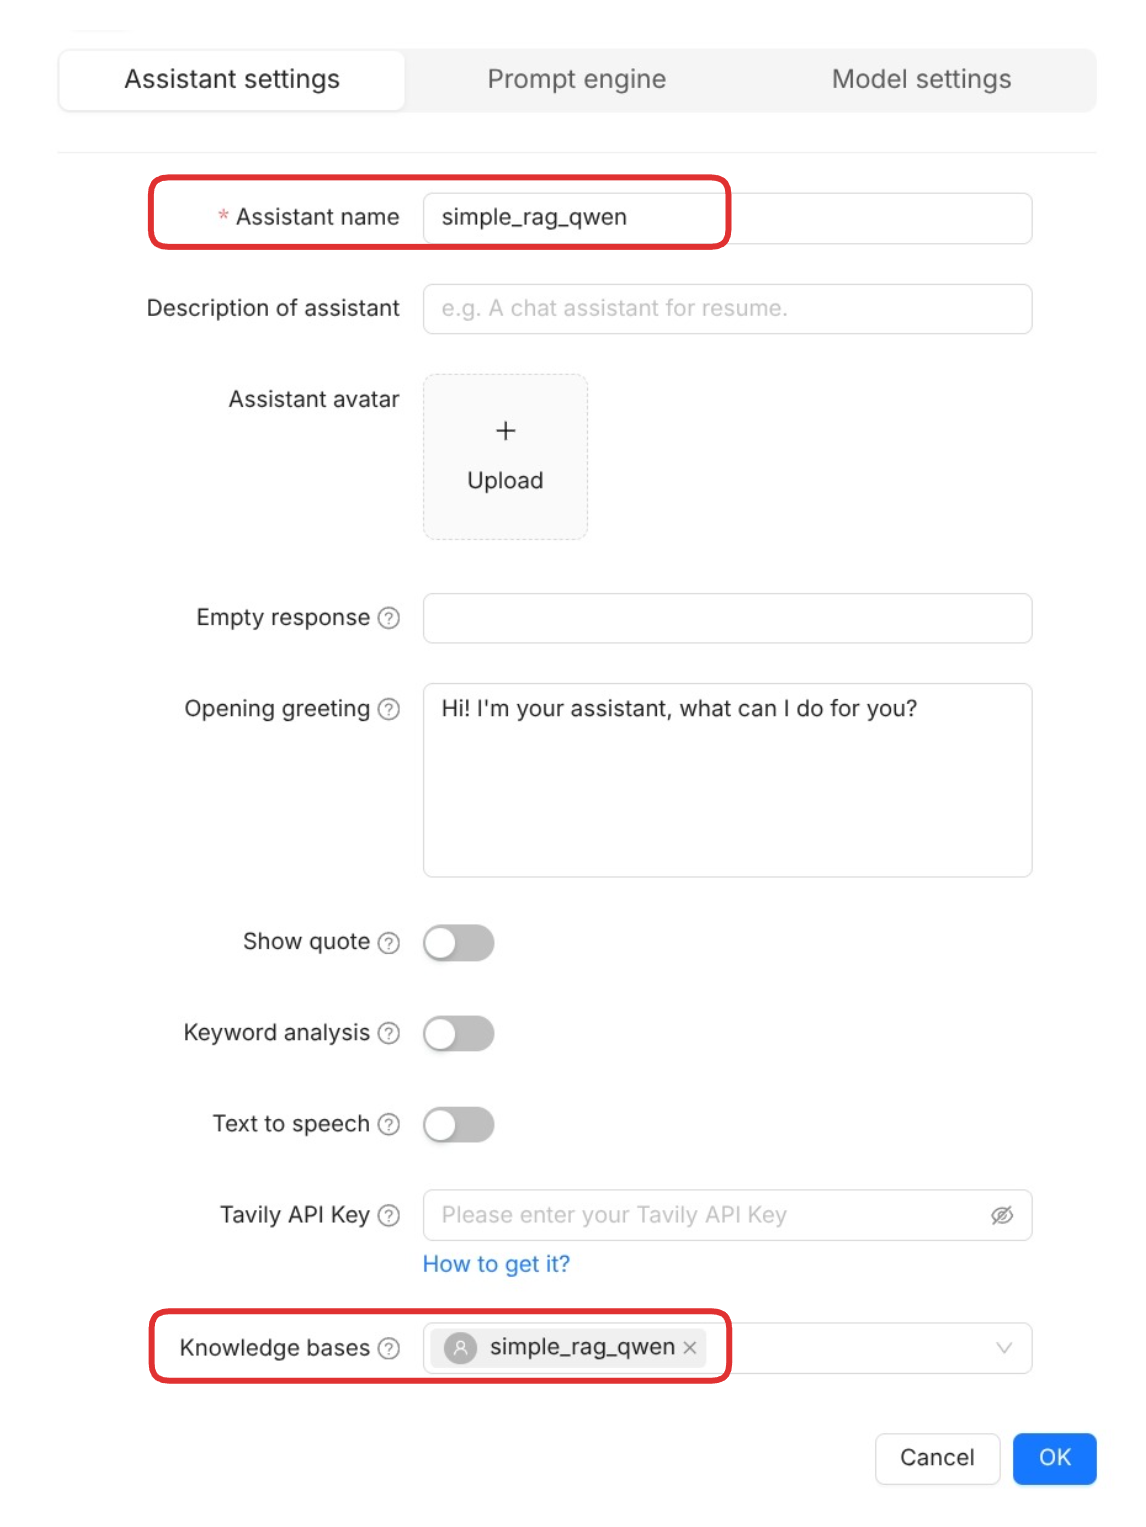 Assistant settings Prompt engine Model settings
* Assistant name simple_rag_qwen
Description of assistant e.g. A chat assistant for resume.
Assistant avatar
+
Upload
Empty response ?
Opening greeting ? Hi! I'm your assistant, what can I do for you?
Show quote ?
Keyword analysis ?
Text to speech ?
Tavily API Key ? Please enter your Tavily API Key
How to get it?
Knowledge bases ? simple_rag_qwen ×
Cancel OK